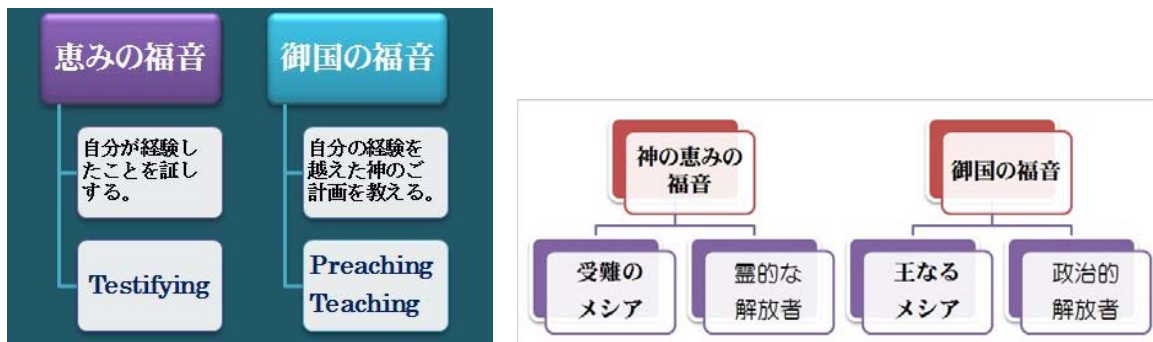 恵みの福音
自分が経験し
たことを証し
する。
Testifying
御国の福音
自分の経験を
越えた神のご
計画を教える。
Preaching
Teaching
神の恵みの
福音
受難の
メシア
霊的な
解放者
御国の福音
王なる
メシア
政治的
解放者